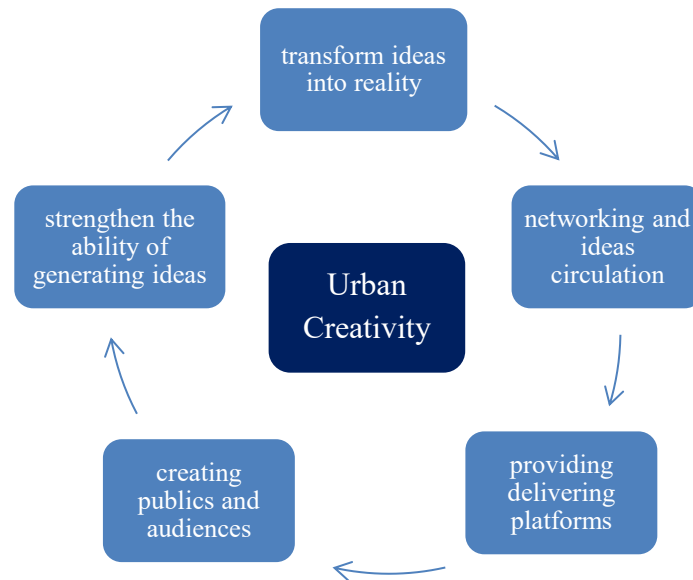 transform ideas
into reality
networking and
ideas
circulation
providing
delivering
platforms
creating
publics and
audiences
strengthen the
ability of
generating ideas
Urban
Creativity